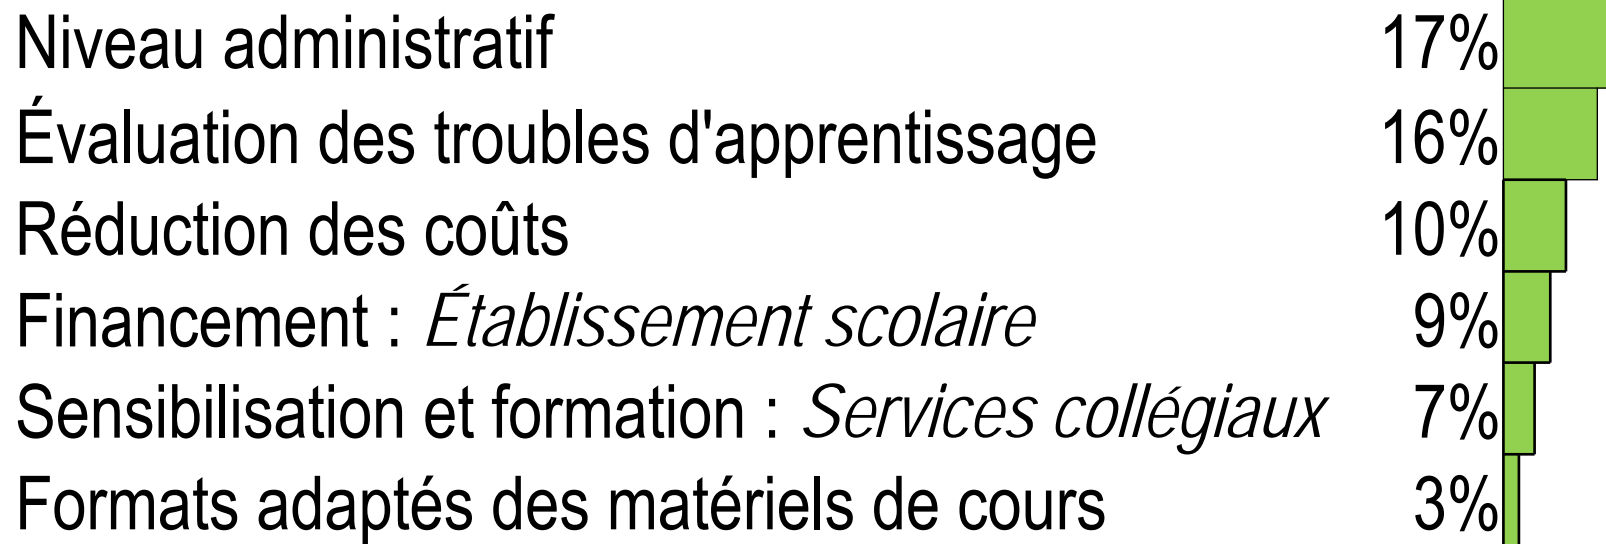 Niveau administratif 17%
Évaluation des troubles d'apprentissage 16%
Réduction des coûts 10%
Financement : Établissement scolaire 9%
Sensibilisation et formation : Services collégiaux 7%
Formats adaptés des matériels de cours 3%